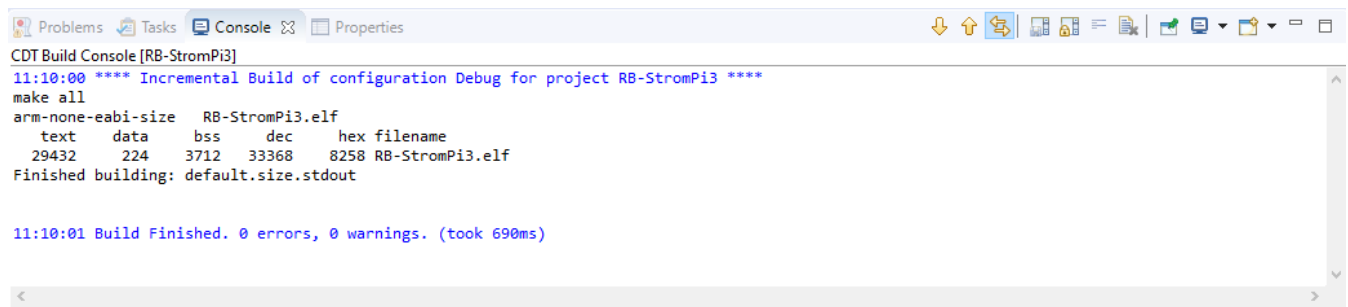 Problems Tasks Console Properties
CDT Build Console [RB-StromPi3]
11:10:00 **** Incremental Build of configuration Debug for project RB-StromPi3 ****
make all
arm-none-eabi-size   RB-StromPi3.elf
   text    data     bss     dec     hex filename
  29432     224    3712   33368    8258 RB-StromPi3.elf
Finished building: default.size.stdout
11:10:01 Build Finished. 0 errors, 0 warnings. (took 690ms)